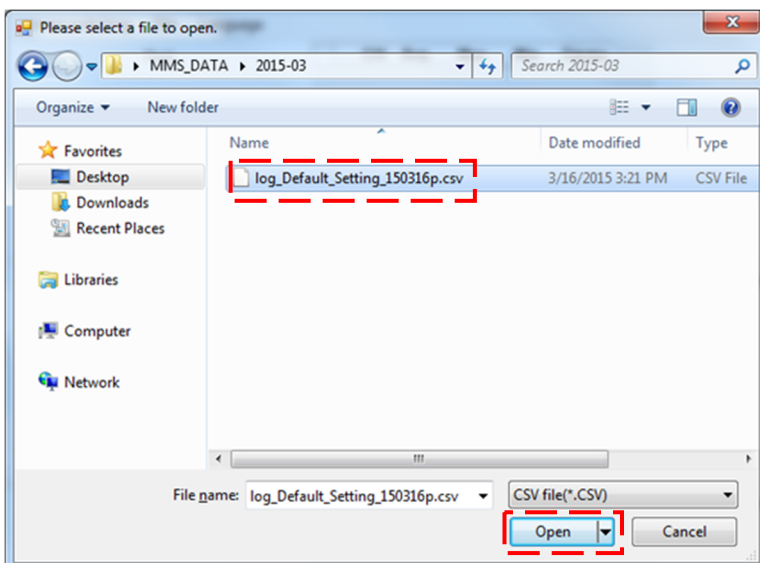 Please select a file to open.
MMS_DATA 2015-03
Search 2015-03
Organize New folder
Name Date modified Type
Favorites
Desktop
Downloads
Recent Places
Libraries
Computer
Network
log_Default_Setting_150316p.csv 3/16/2015 3:21 PM CSV File
File name: log_Default_Setting_150316p.csv CSV file(*.CSV)
Open Cancel